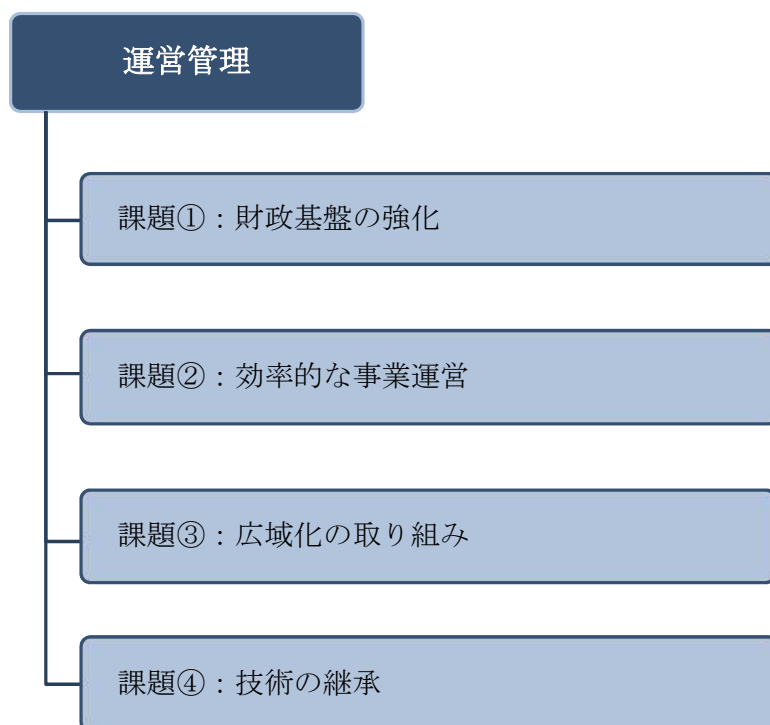 運営管理
課題①：財政基盤の強化
課題②：効率的な事業運営
課題③：広域化の取り組み
課題④：技術の継承